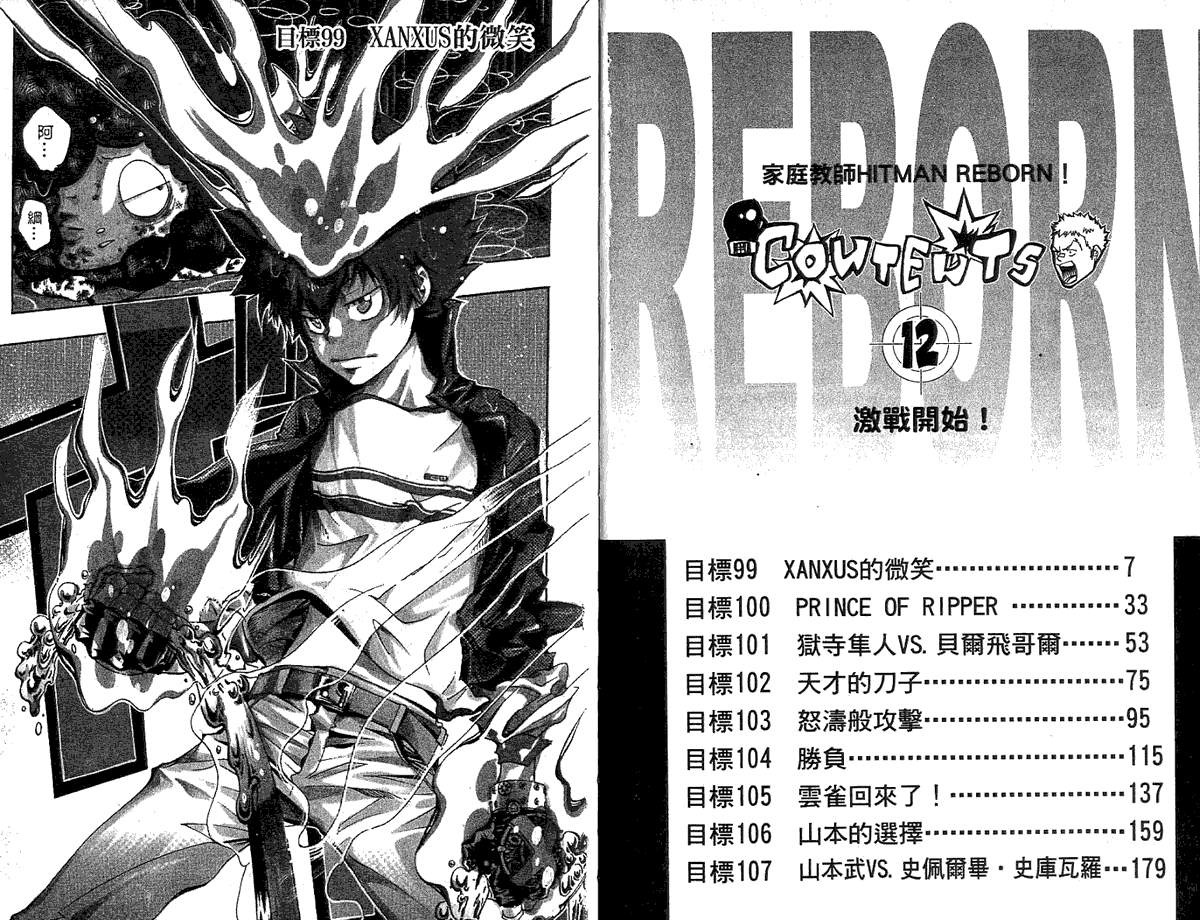 REBORN
家庭教師HITMAN REBORN！
CONTENTS
12
激戰開始！
目標99 XANXUS的微笑…………………7
目標100 PRINCE OF RIPPER …………33
目標101 獄寺隼人VS.貝爾飛哥爾……53
目標102 天才的刀子…………………75
目標103 怒濤般攻擊…………………95
目標104 勝負…………………………115
目標105 雲雀回來了！………………137
目標106 山本的選擇…………………159
目標107 山本武VS.史佩爾畢・史庫瓦羅…179
目標99 XANXUS的微笑
阿…
綱…